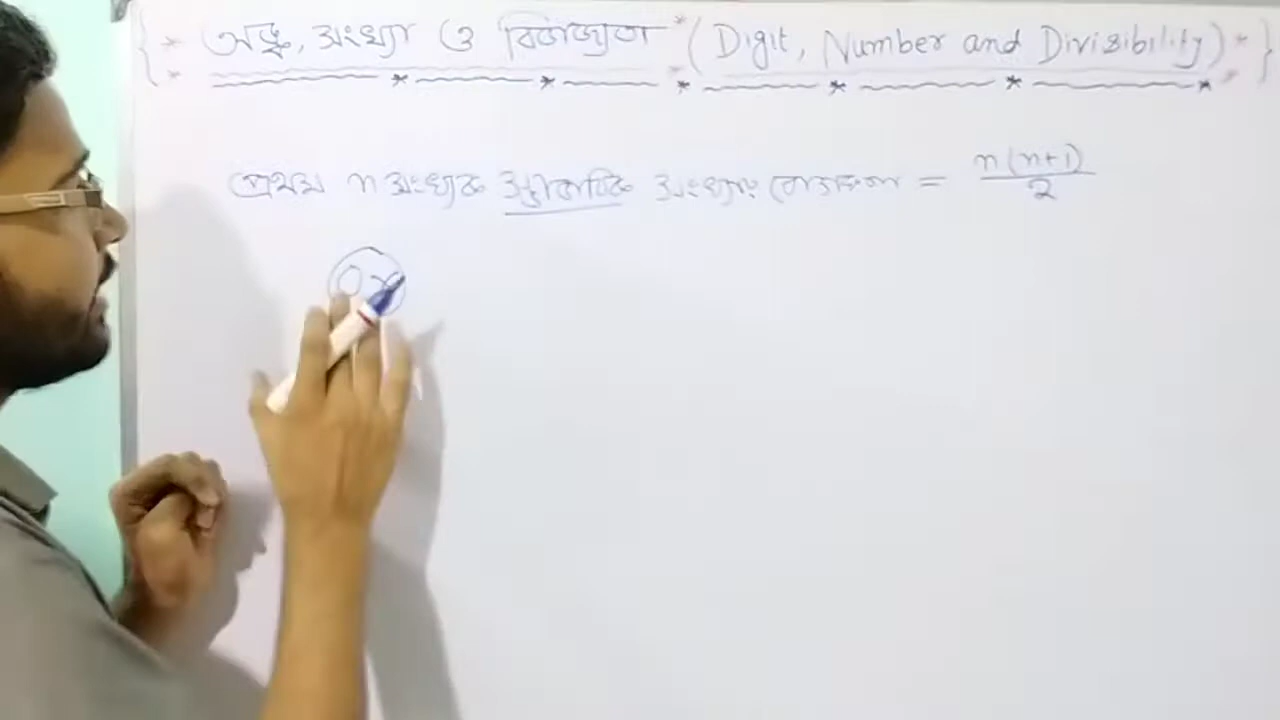 { * অঙ্ক, সংখ্যা ও বিভাজ্যতা * ( Digit, Number and Divisibility ) * }
প্রথম n সংখ্যক স্বাভাবিক সংখ্যার যোগফল = n(n+1)/2